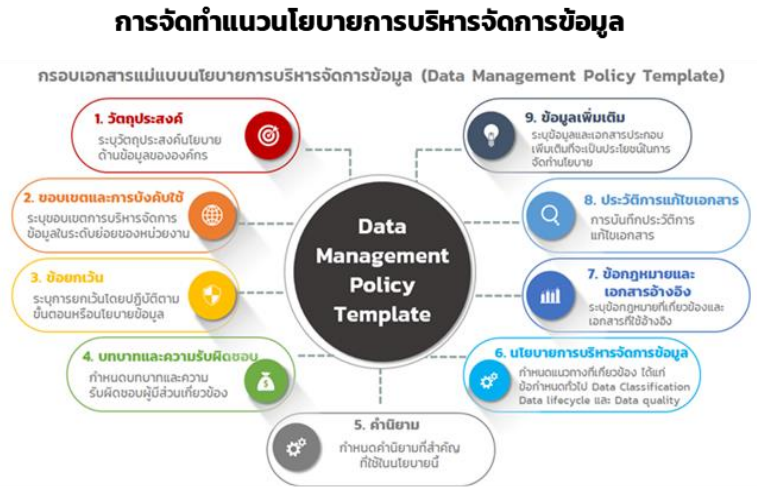 การจัดทำแนวนโยบายการบริหารจัดการข้อมูล
กรอบเอกสารแม่แบบนโยบายการบริหารจัดการข้อมูล (Data Management Policy Template)
1. วัตถุประสงค์
ระบุวัตถุประสงค์นโยบาย
ด้านข้อมูลขององค์กร
2. ขอบเขตและการบังคับใช้
ระบุขอบเขตการบริหารจัดการ
ข้อมูลในระดับย่อยของหน่วยงาน
3. ข้อยกเว้น
ระบุการยกเว้นโดยปฏิบัติตาม
ขั้นตอนหรือนโยบายข้อมูล
4. บทบาทและความรับผิดชอบ
กำหนดบทบาทและความ
รับผิดชอบผู้มีส่วนเกี่ยวข้อง
5. คำนิยาม
กำหนดคำนิยามที่สำคัญ
ที่ใช้ในนโยบายนี้
Data
Management
Policy
Template
9. ข้อมูลเพิ่มเติม
ระบุข้อมูลและเอกสารประกอบ
เพิ่มเติมที่จะเป็นประโยชน์ในการ
จัดทำนโยบาย
8. ประวัติการแก้ไขเอกสาร
การบันทึกประวัติการ
แก้ไขเอกสาร
7. ข้อกฎหมายและ
เอกสารอ้างอิง
ระบุข้อกฎหมายที่เกี่ยวข้องและ
เอกสารที่ใช้อ้างอิง
6. นโยบายการบริหารจัดการข้อมูล
กำหนดแนวทางที่เกี่ยวข้อง ได้แก่
ข้อกำหนดทั่วไป Data Classification
Data lifecycle และ Data quality